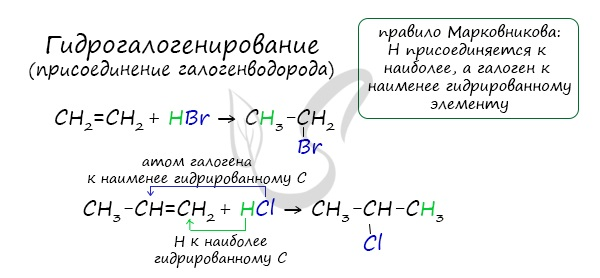 Гидрогалогенирование
(присоединение галогенводорода)
правило Марковникова:
Н присоединяется к
наиболее, а галоген к
наименее гидрированному
элементу
CH₂=CH₂ + HBr → CH₃-CH₂
Br
атом галогена
к наименее гидрированному С
CH₃-CH=CH₂ + HCl → CH₃-CH-CH₃
Cl
Н к наиболее
гидрированному С